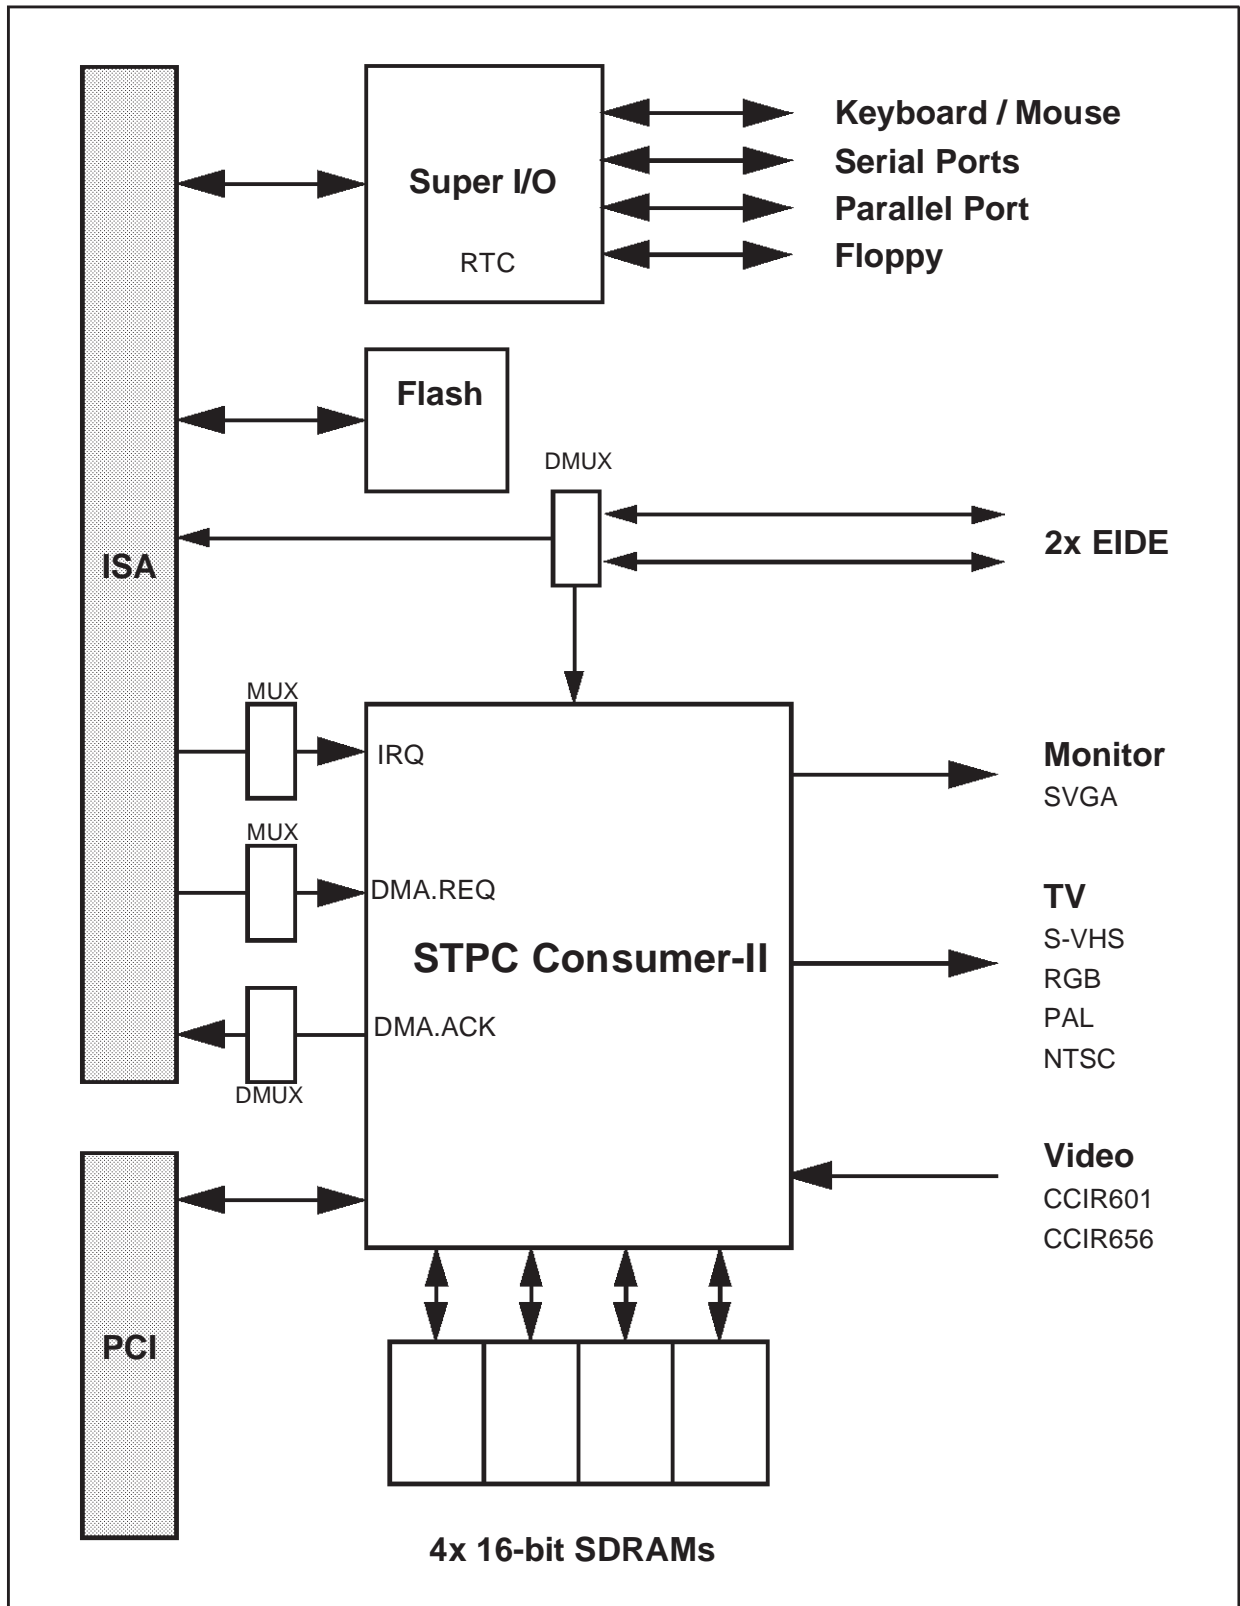 Keyboard / Mouse
Serial Ports
Super I/O
Parallel Port
RTC
Floppy
Flash
DMUX
2x EIDE
ISA
MUX
IRQ
Monitor
SVGA
MUX
DMA.REQ
TV
STPC Consumer-II
S-VHS
RGB
PAL
NTSC
DMA.ACK
DMUX
Video
CCIR601
CCIR656
PCI
4x 16-bit SDRAMs